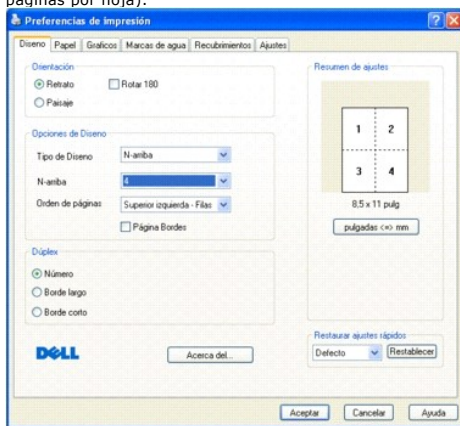 páginas por hoja).
Preferencias de impresión
Diseno Papel Graficos Marcas de agua Recubrimientos Ajustes
Orientación
Retrato Rotar 180
Paisaje
Opciones de Diseno
Tipo de Diseno N-arriba
N-arriba 4
Orden de páginas Superior izquierda - Filas
Página Bordes
Dúplex
Número
Borde largo
Borde corto
Resumen de ajustes
1 2
3 4
8,5 x 11 pulg
pulgadas <=> mm
Restaurar ajustes rápidos
Defecto Restablecer
DELL
Acerca del...
Aceptar Cancelar Ayuda